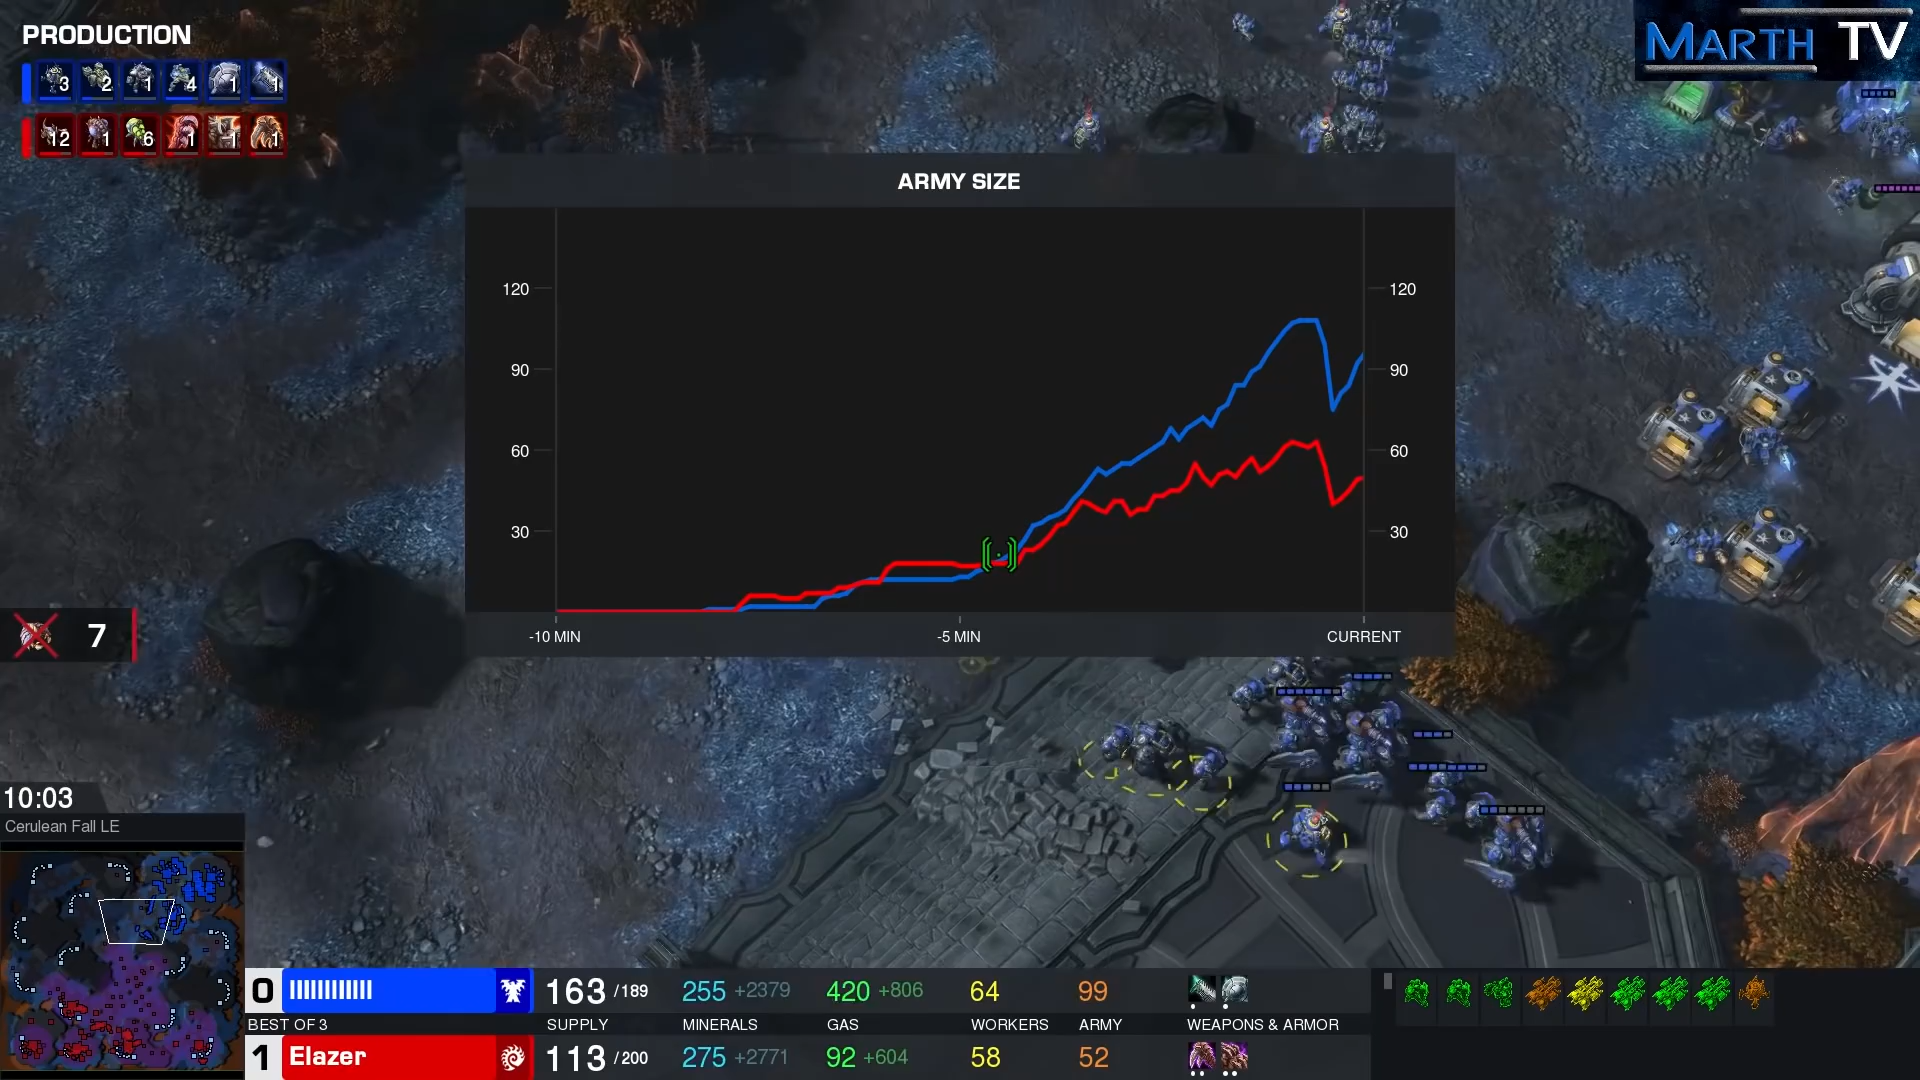 PRODUCTION
3 2 1 4 1 1
12 1 6 1 1 1
MARTH TV
ARMY SIZE
120 120
90 90
60 60
30 30
-10 MIN -5 MIN CURRENT
7
10:03
Cerulean Fall LE
0 IIIIIIIIIIII 163 /189 255 +2379 420 +806 64 99
BEST OF 3 SUPPLY MINERALS GAS WORKERS ARMY WEAPONS & ARMOR
1 Elazer 113 /200 275 +2771 92 +604 58 52